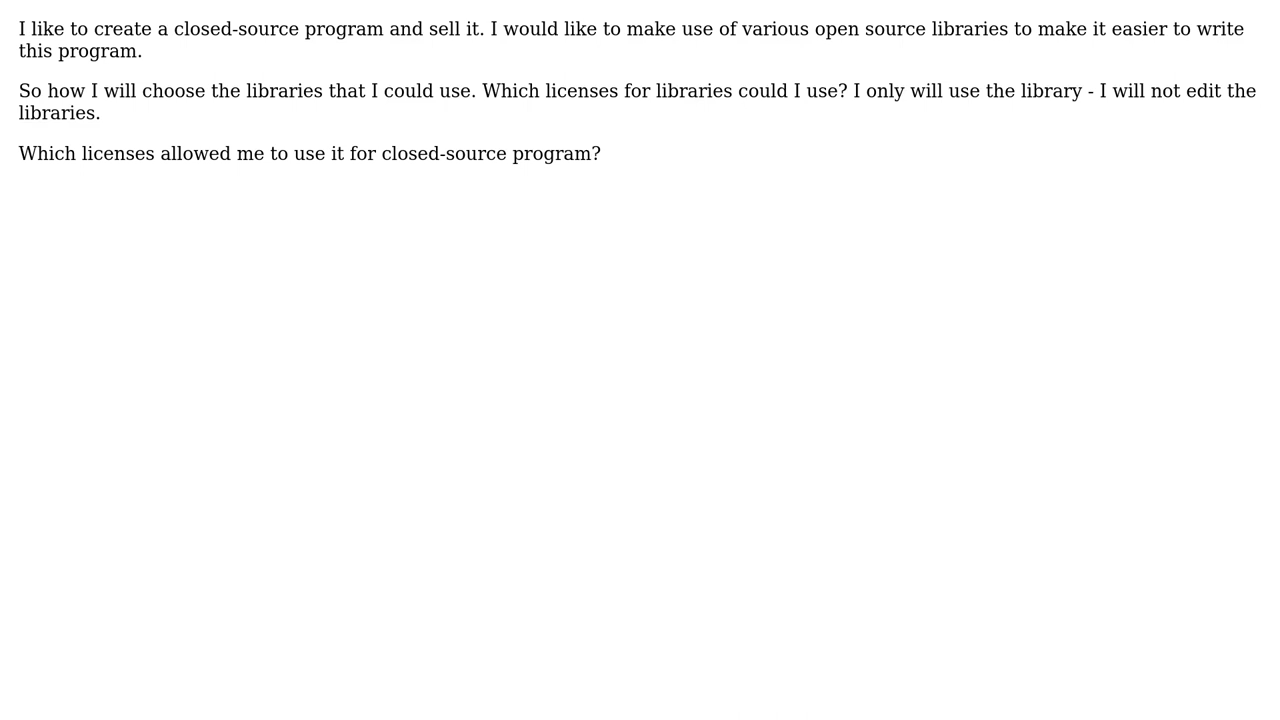 I like to create a closed-source program and sell it. I would like to make use of various open source libraries to make it easier to write
this program.
So how I will choose the libraries that I could use. Which licenses for libraries could I use? I only will use the library - I will not edit the
libraries.
Which licenses allowed me to use it for closed-source program?